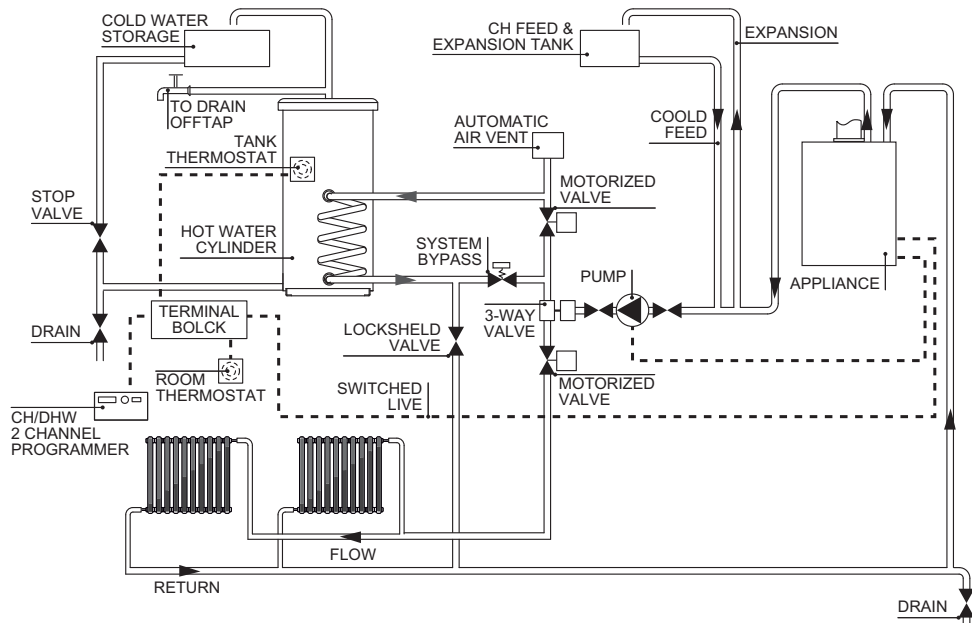 COLD WATER
STORAGE
CH FEED &
EXPANSION TANK
EXPANSION
TO DRAIN
OFFTAP
AUTOMATIC
AIR VENT
COOLD
FEED
TANK
THERMOSTAT
MOTORIZED
VALVE
STOP
VALVE
HOT WATER
CYLINDER
SYSTEM
BYPASS
PUMP
APPLIANCE
TERMINAL
BOLCK
3-WAY
VALVE
DRAIN
LOCKSHELD
VALVE
ROOM
THERMOSTAT
MOTORIZED
VALVE
SWITCHED
LIVE
CH/DHW
2 CHANNEL
PROGRAMMER
FLOW
RETURN
DRAIN